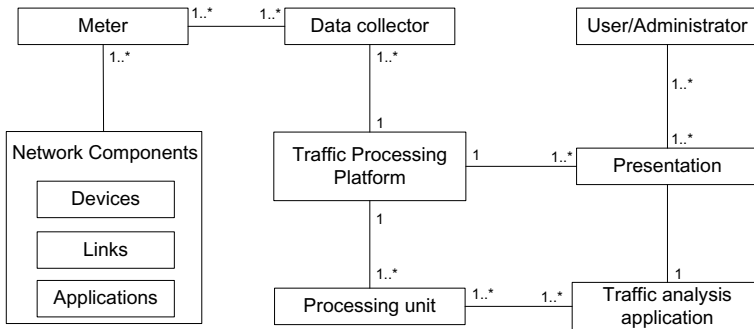 Meter
1..*
1..*
Data collector
User/Administrator
1..*
1..*
1..*
Network Components
Devices
Links
Applications
1
Traffic Processing
Platform
1
1..*
1..*
Presentation
1
1..*
Processing unit
1..*
1..*
1
Traffic analysis
application